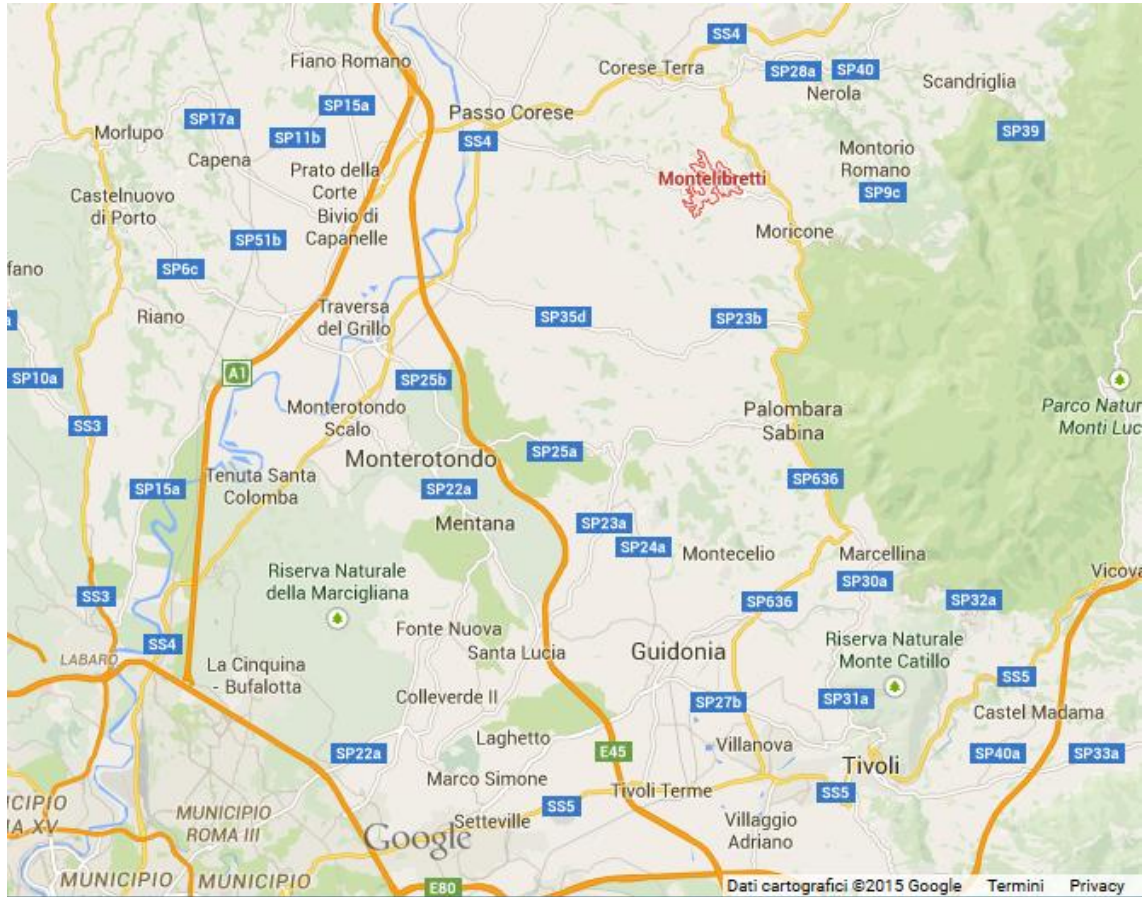 SS4
Fiano Romano
Corese Terra
SP28a
SP40
Scandriglia
Nerola
SP15a
SP17a
Passo Corese
Morlupo
SP11b
SS4
SP39
Capena
Prato della
Corte
Montorio
Romano
Montelibretti
SP9c
Castelnuovo
di Porto
Bivio di
Capanelle
Moricone
SP51b
fano
SP6c
Riano
Traversa
del Grillo
SP35d
SP23b
A1
SP25b
SP10a
Parco Natur
Monti Luc
Monterotondo
Scalo
Palombara
Sabina
SS3
Monterotondo
SP25a
Tenuta Santa
Colomba
SP15a
SP22a
SP636
Mentana
SP23a
SP24a
Montecelio
Marcellina
Riserva Naturale
della Marcigliana
SP30a
Vicova
SS3
SP636
SP32a
Fonte Nuova
SS4
Santa Lucia
Guidonia
Riserva Naturale
Monte Catillo
LABARO
La Cinquina
- Bufalotta
SS5
Colleverde II
SP27b
SP31a
Castel Madama
Laghetto
E45
Villanova
SP22a
SP40a
SP33a
Tivoli
Marco Simone
Tivoli Terme
SS5
SS5
MUNICIPIO
ROMA III
Setteville
Villaggio
Adriano
Google
MUNICIPIO
MUNICIPIO
E80
Dati cartografici ©2015 Google Termini Privacy